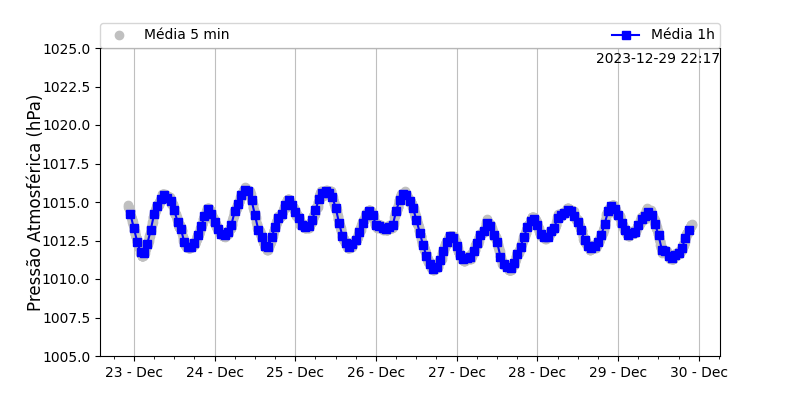 Média 5 min
Média 1h
2023-12-29 22:17
Pressão Atmosférica (hPa)
1025.0
1022.5
1020.0
1017.5
1015.0
1012.5
1010.0
1007.5
1005.0
23 - Dec
24 - Dec
25 - Dec
26 - Dec
27 - Dec
28 - Dec
29 - Dec
30 - Dec